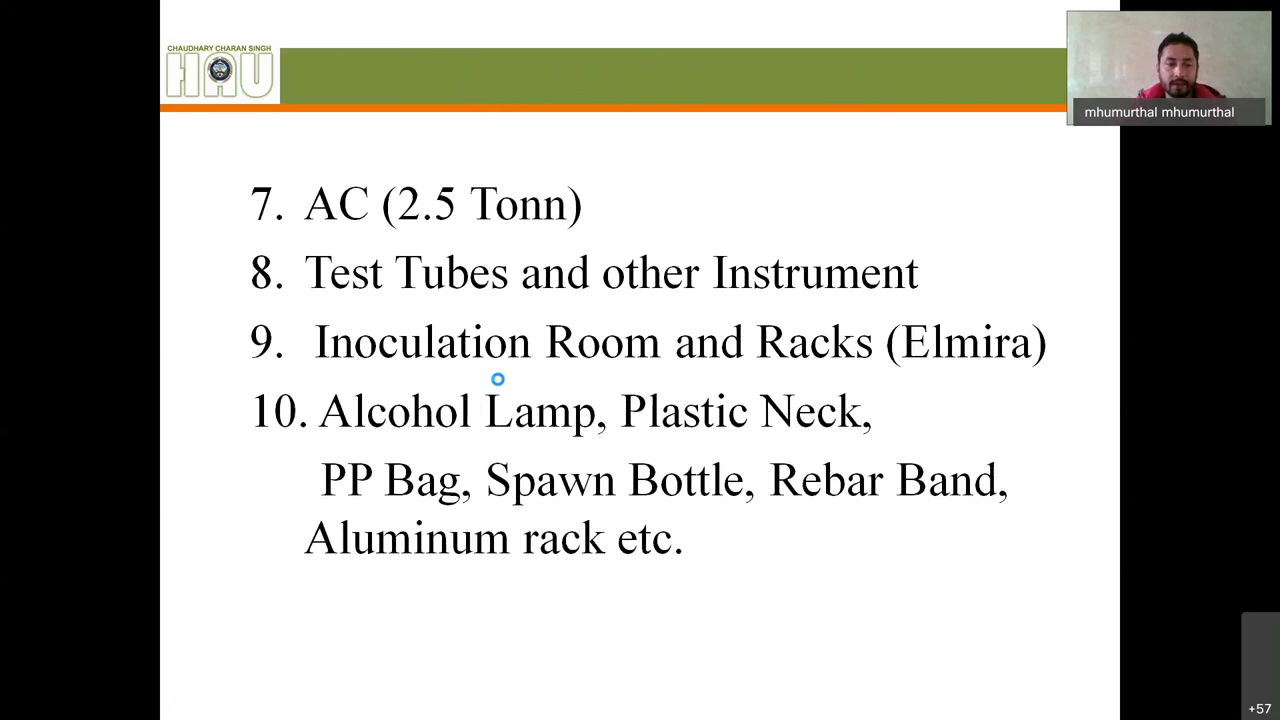 CHAUDHARY CHARAN SINGH
HAU
mhumurthal mhumurthal
7. AC (2.5 Tonn)
8. Test Tubes and other Instrument
9. Inoculation Room and Racks (Elmira)
10. Alcohol Lamp, Plastic Neck,
PP Bag, Spawn Bottle, Rebar Band,
Aluminum rack etc.
+57